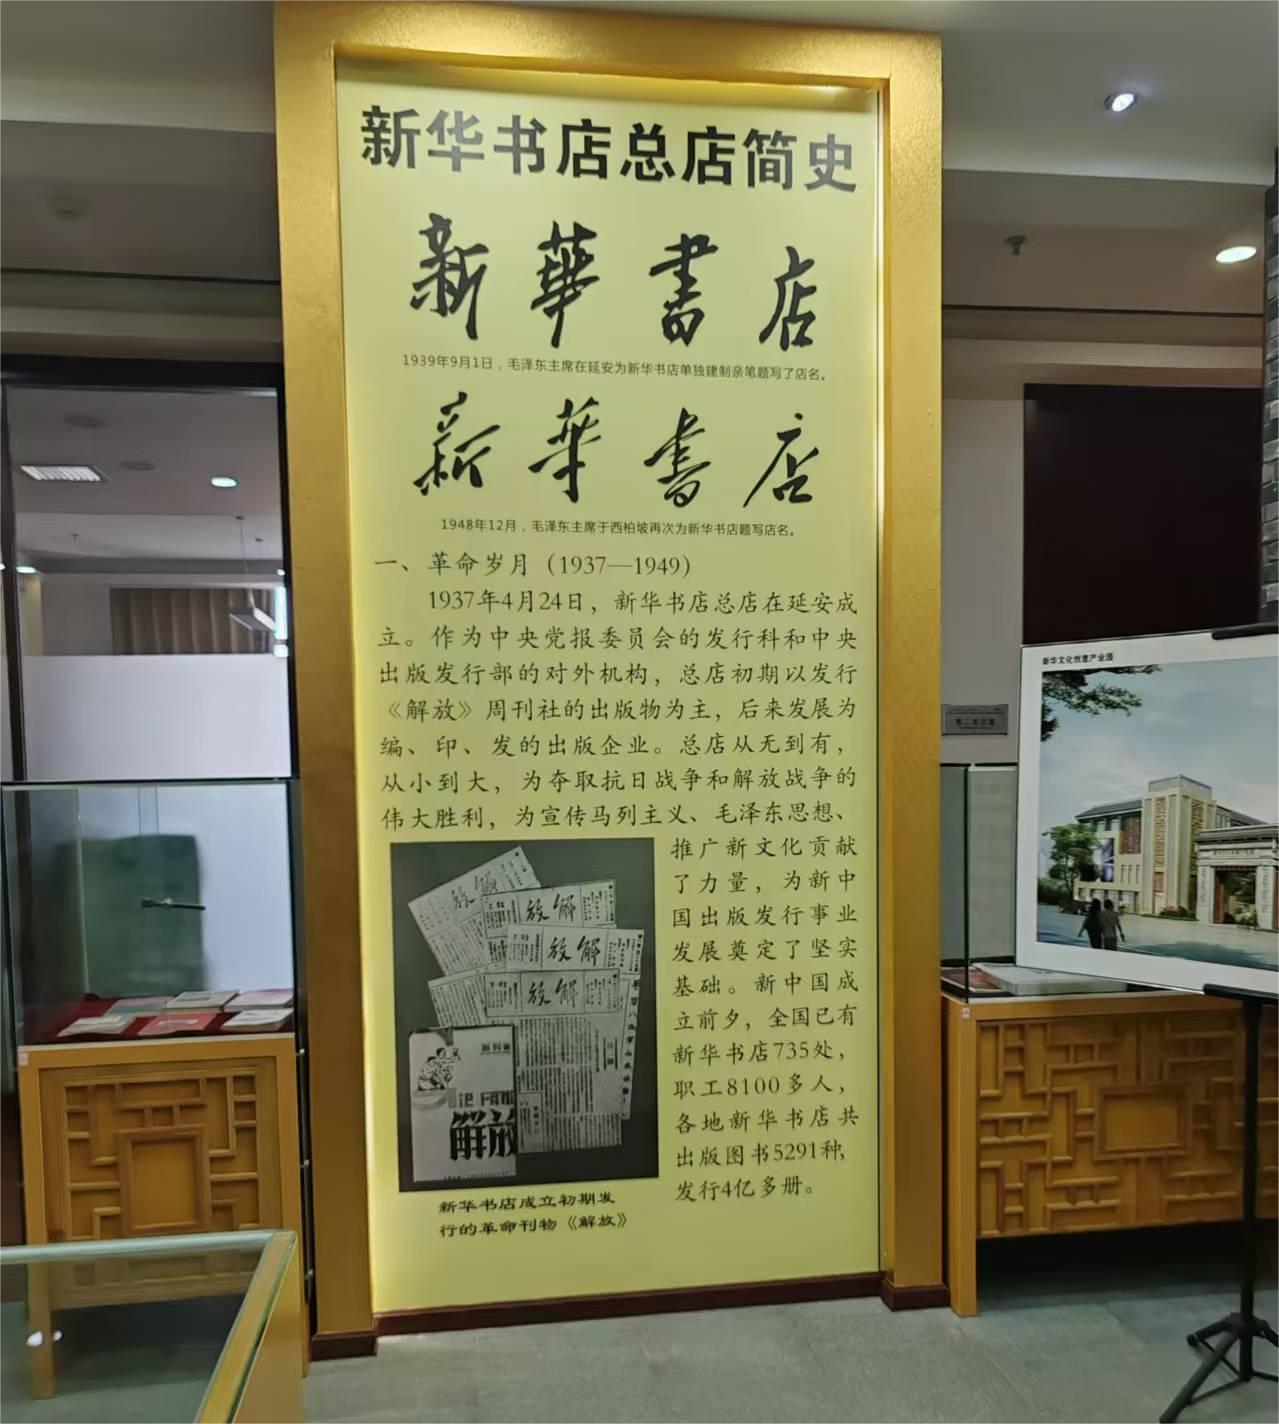 新华书店总店简史
新華書店
1939年9月1日，毛泽东主席在延安为新华书店单独建制亲笔题写了店名。
新华書店
1948年12月，毛泽东主席于西柏坡再次为新华书店题写店名。
一、革命岁月（1937—1949）
1937年4月24日，新华书店总店在延安成
立。作为中央党报委员会的发行科和中央
出版发行部的对外机构，总店初期以发行
《解放》周刊社的出版物为主，后来发展为
编、印、发的出版企业。总店从无到有，
从小到大，为夺取抗日战争和解放战争的
伟大胜利，为宣传马列主义、毛泽东思想、
推广新文化贡献
了力量，为新中
国出版发行事业
发展奠定了坚实
基础。新中国成
立前夕，全国已有
新华书店735处，
职工8100多人，
各地新华书店共
出版图书5291种，
发行4亿多册。
放解
放解
放解
放解
解放
新华书店成立初期发
行的革命刊物《解放》
新华文化创意产业园